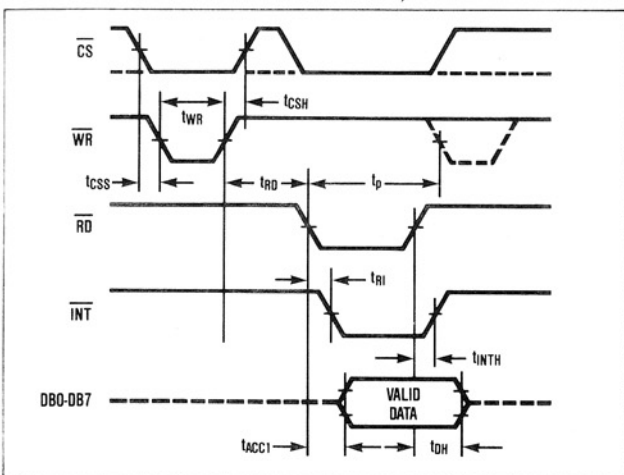 CS
tCSH
tWR
WR
tCSS
tRD
tP
RD
tRI
INT
tINTH
DB0-DB7
VALID
DATA
tACC1
tDH